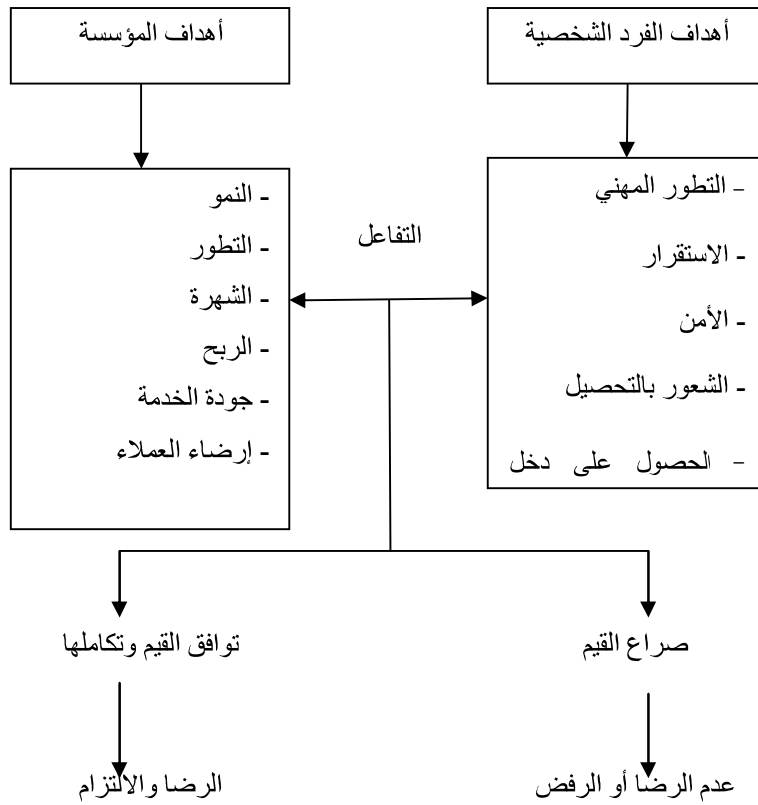 أهداف الفرد الشخصية
أهداف المؤسسة
- التطور المهني
- الاستقرار
- الأمن
- الشعور بالتحصيل
- الحصول على دخل
التفاعل
- النمو
- التطور
- الشهرة
- الربح
- جودة الخدمة
- إرضاء العملاء
صراع القيم
توافق القيم وتكاملها
عدم الرضا أو الرفض
الرضا والالتزام